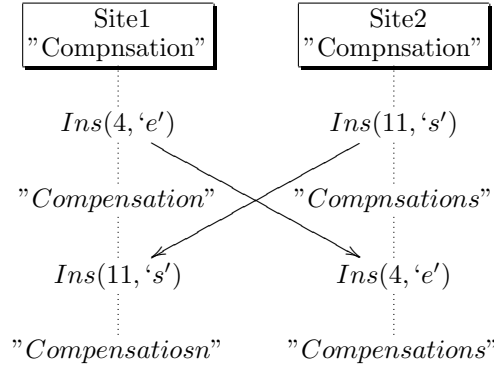 Site1
"Compnsation"
Site2
"Compnsation"
Ins(4, ‘e′)
Ins(11, ‘s′)
"Compensation"
"Compnsations"
Ins(11, ‘s′)
Ins(4, ‘e′)
"Compensatiosn"
"Compensations"